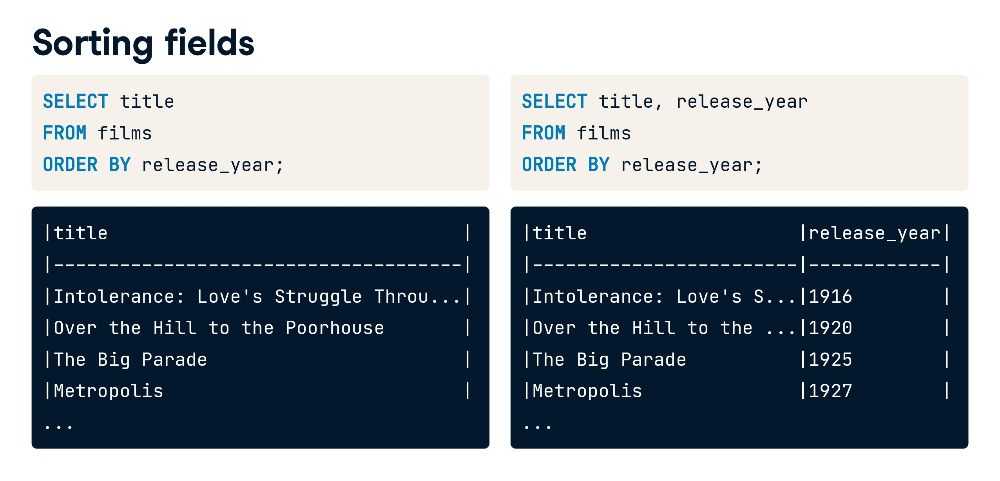 Sorting fields
SELECT title
FROM films
ORDER BY release_year;
|title                                |
|-------------------------------------|
|Intolerance: Love's Struggle Throu...|
|Over the Hill to the Poorhouse       |
|The Big Parade                       |
|Metropolis                           |
...
SELECT title, release_year
FROM films
ORDER BY release_year;
|title                   |release_year|
|------------------------|------------|
|Intolerance: Love's S...|1916        |
|Over the Hill to the ...|1920        |
|The Big Parade          |1925        |
|Metropolis              |1927        |
...